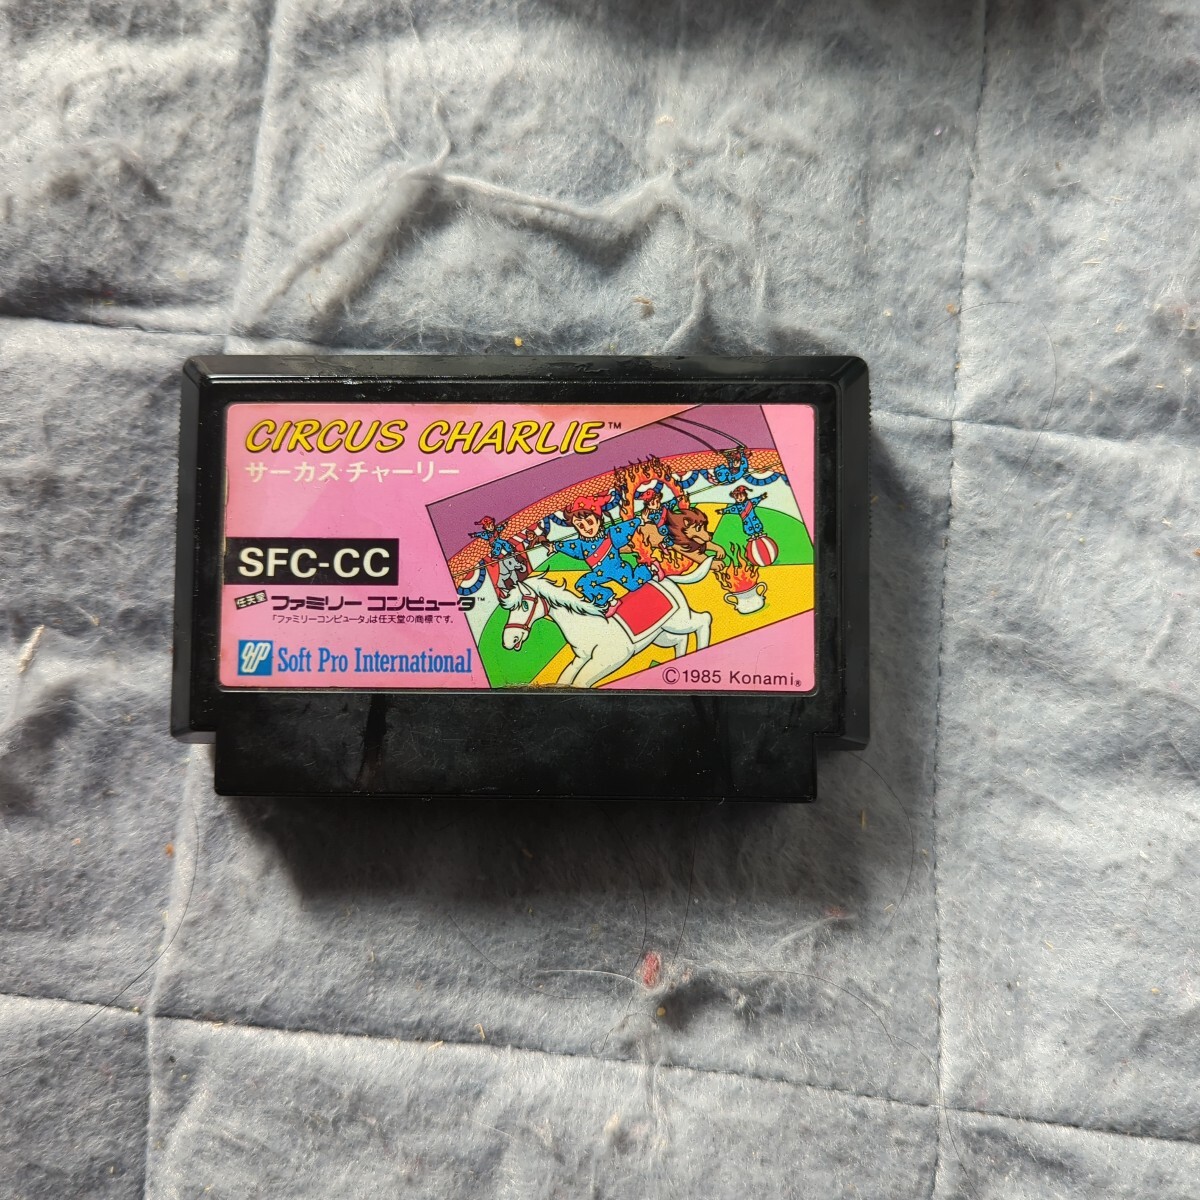 CIRCUS CHARLIE™
サーカスチャーリー
SFC-CC
任天堂 ファミリー コンピュータ™
「ファミリーコンピュータ」は任天堂の商標です.
Soft Pro International
©1985 Konami®